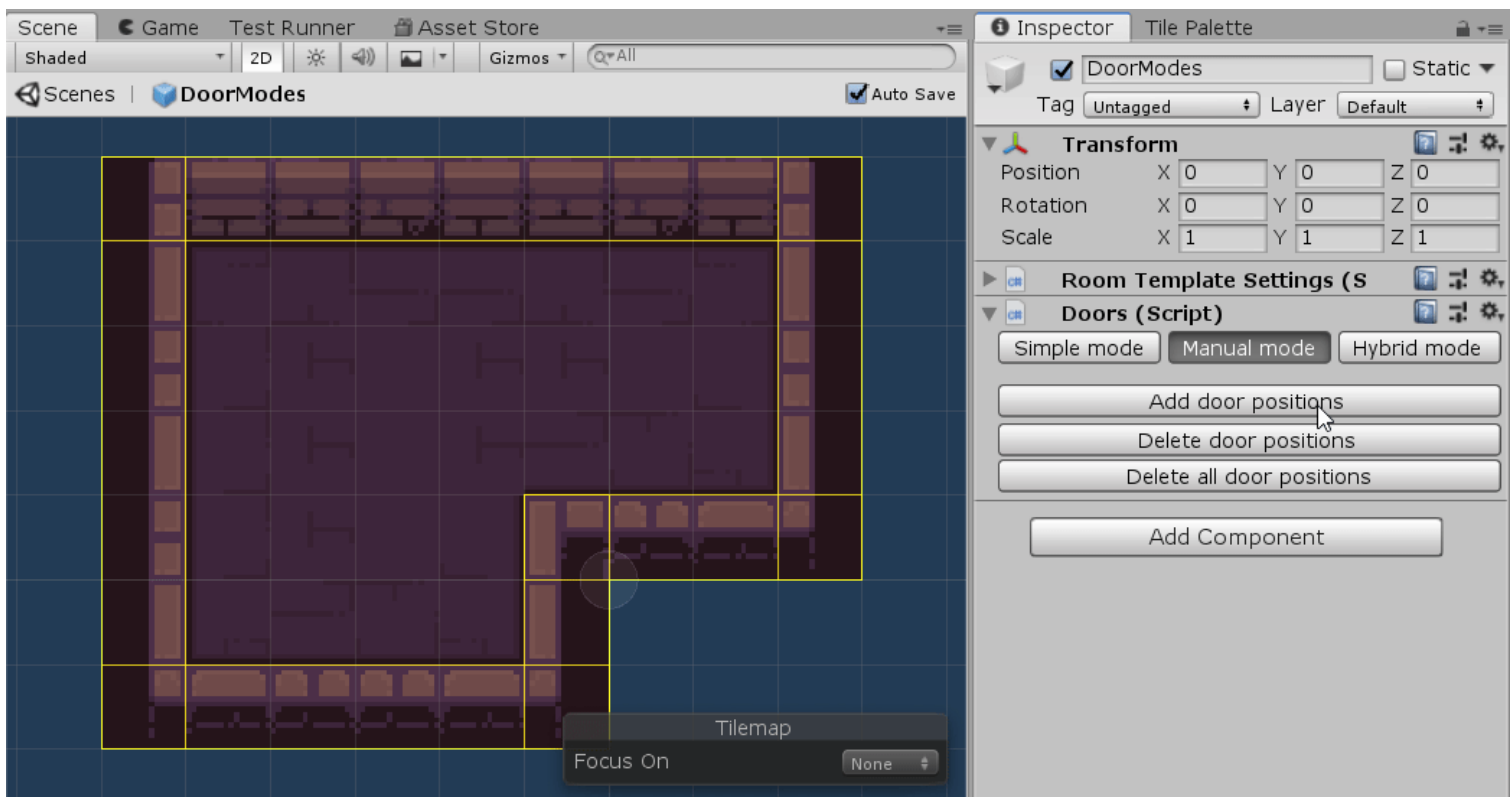 Scene Game Test Runner Asset Store
Shaded 2D Gizmos All
Scenes | DoorModes Auto Save
Tilemap
Focus On None
Inspector Tile Palette
DoorModes Static
Tag Untagged Layer Default
Transform
Position X 0 Y 0 Z 0
Rotation X 0 Y 0 Z 0
Scale X 1 Y 1 Z 1
C# Room Template Settings (S
C# Doors (Script)
Simple mode Manual mode Hybrid mode
Add door positions
Delete door positions
Delete all door positions
Add Component